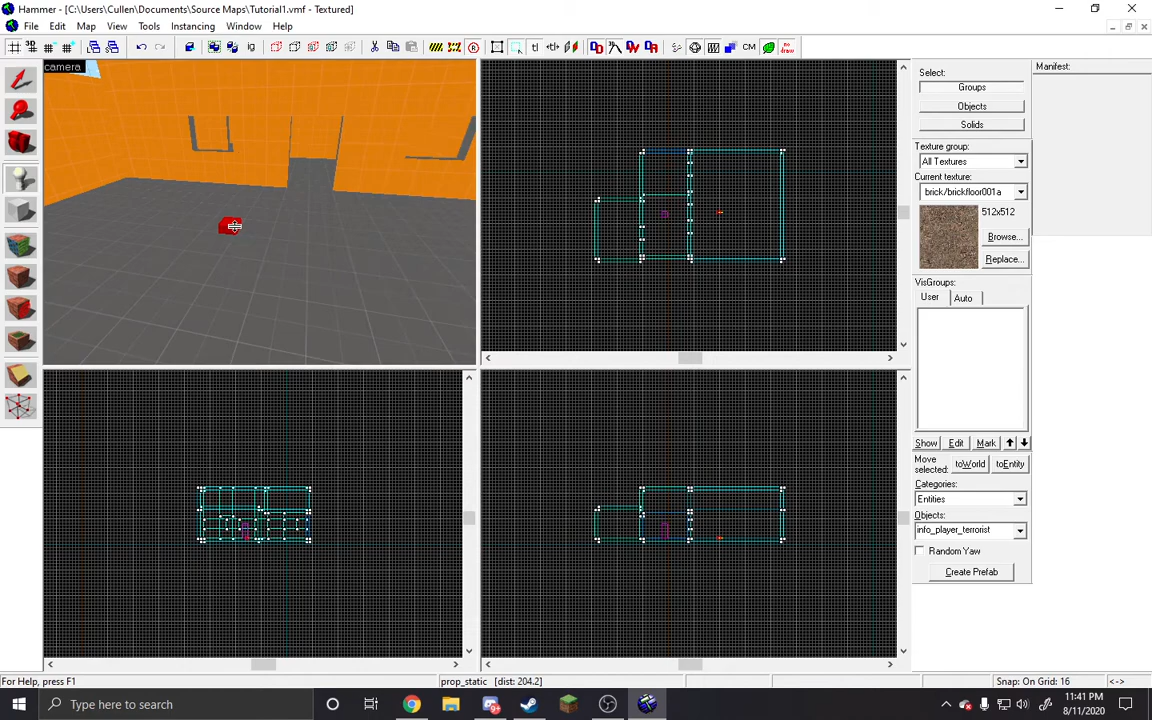 Hammer - [C:\Users\Cullen\Documents\Source Maps\Tutorial1.vmf - Textured]
File Edit Map View Tools Instancing Window Help
camera
Select:
Groups
Objects
Solids
Texture group:
All Textures
Current texture:
brick/brickfloor001a
512x512
Browse...
Replace...
VisGroups:
User Auto
Show Edit Mark
Move selected: toWorld toEntity
Categories:
Entities
Objects:
info_player_terrorist
Random Yaw
Create Prefab
Manifest:
For Help, press F1
prop_static [dist: 204.2]
Snap: On Grid: 16
<->
Type here to search
11:41 PM
8/11/2020